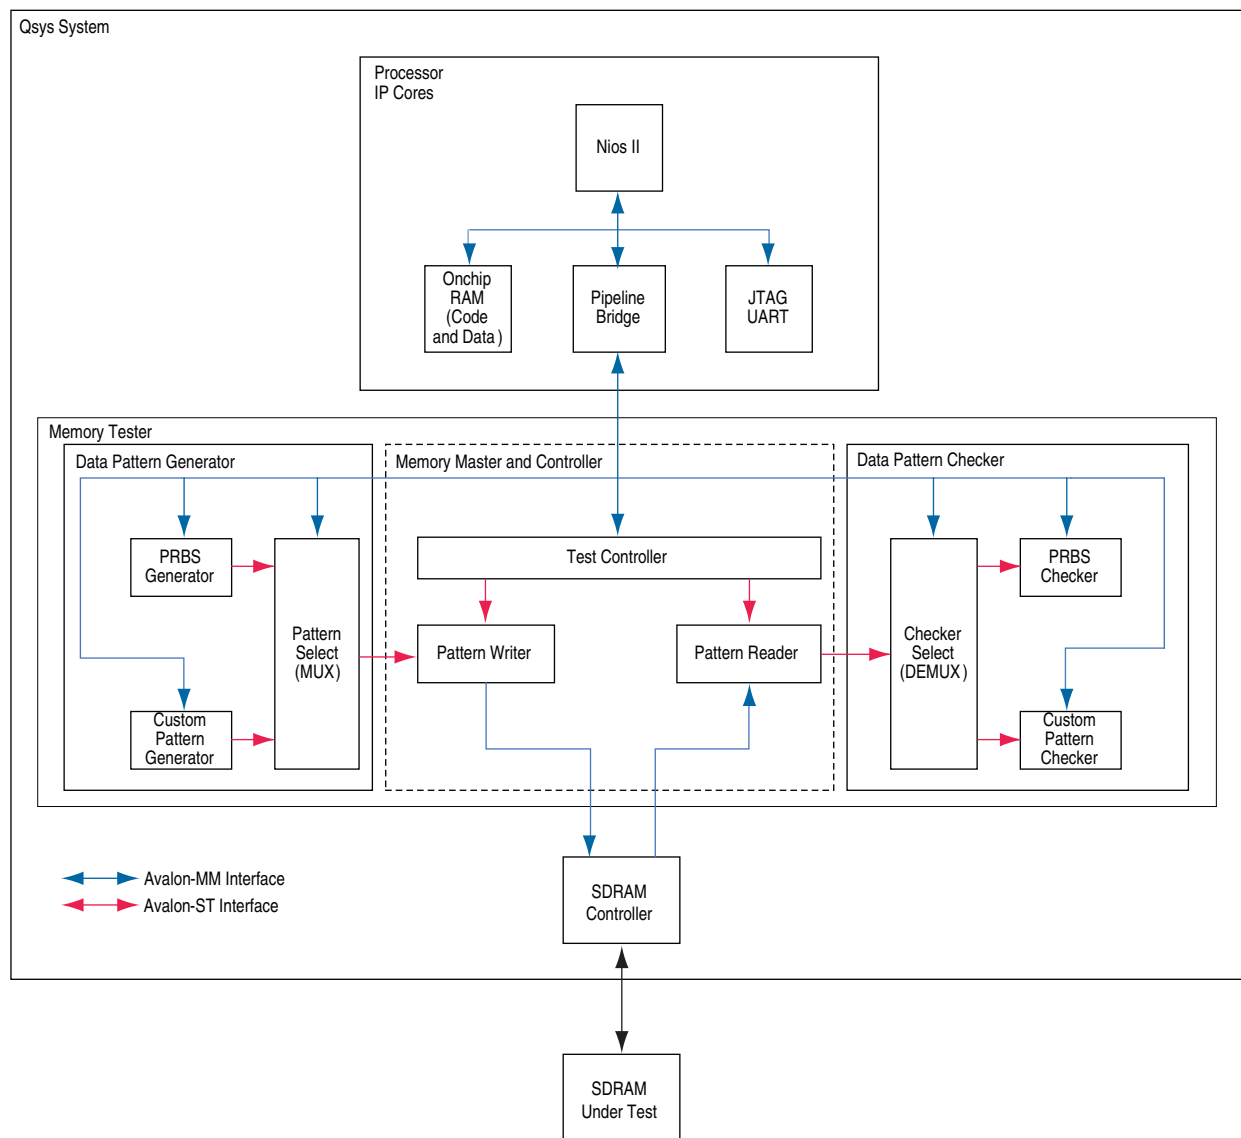 Qsys System
Processor
IP Cores
Nios II
Onchip
RAM
(Code
and Data)
Pipeline
Bridge
JTAG
UART
Memory Tester
Data Pattern Generator
Memory Master and Controller
Data Pattern Checker
PRBS
Generator
Test Controller
PRBS
Checker
Pattern
Select
(MUX)
Pattern Writer
Pattern Reader
Checker
Select
(DEMUX)
Custom
Pattern
Generator
Custom
Pattern
Checker
Avalon-MM Interface
Avalon-ST Interface
SDRAM
Controller
SDRAM
Under Test